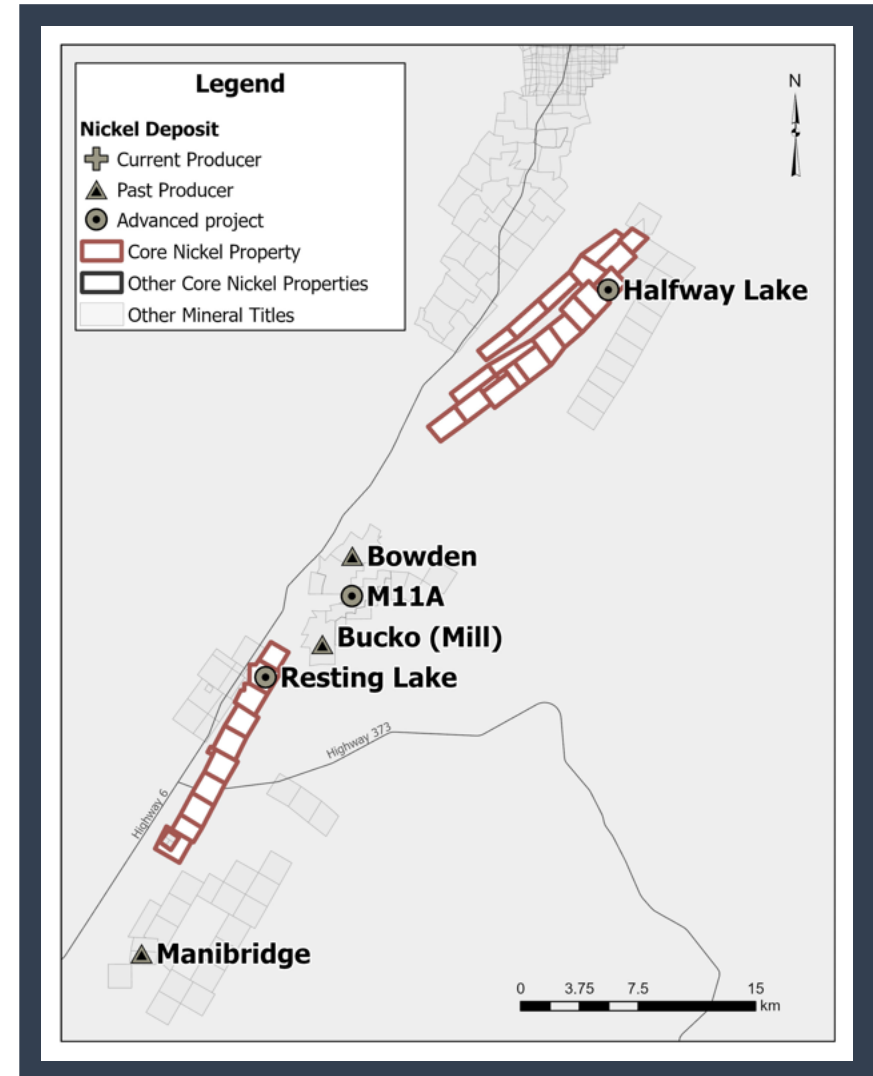 Legend
Nickel Deposit
Current Producer
Past Producer
Advanced project
Core Nickel Property
Other Core Nickel Properties
Other Mineral Titles
N
Halfway Lake
Bowden
M11A
Bucko (Mill)
Resting Lake
Highway 373
Highway 6
Manibridge
0 3.75 7.5 15
km